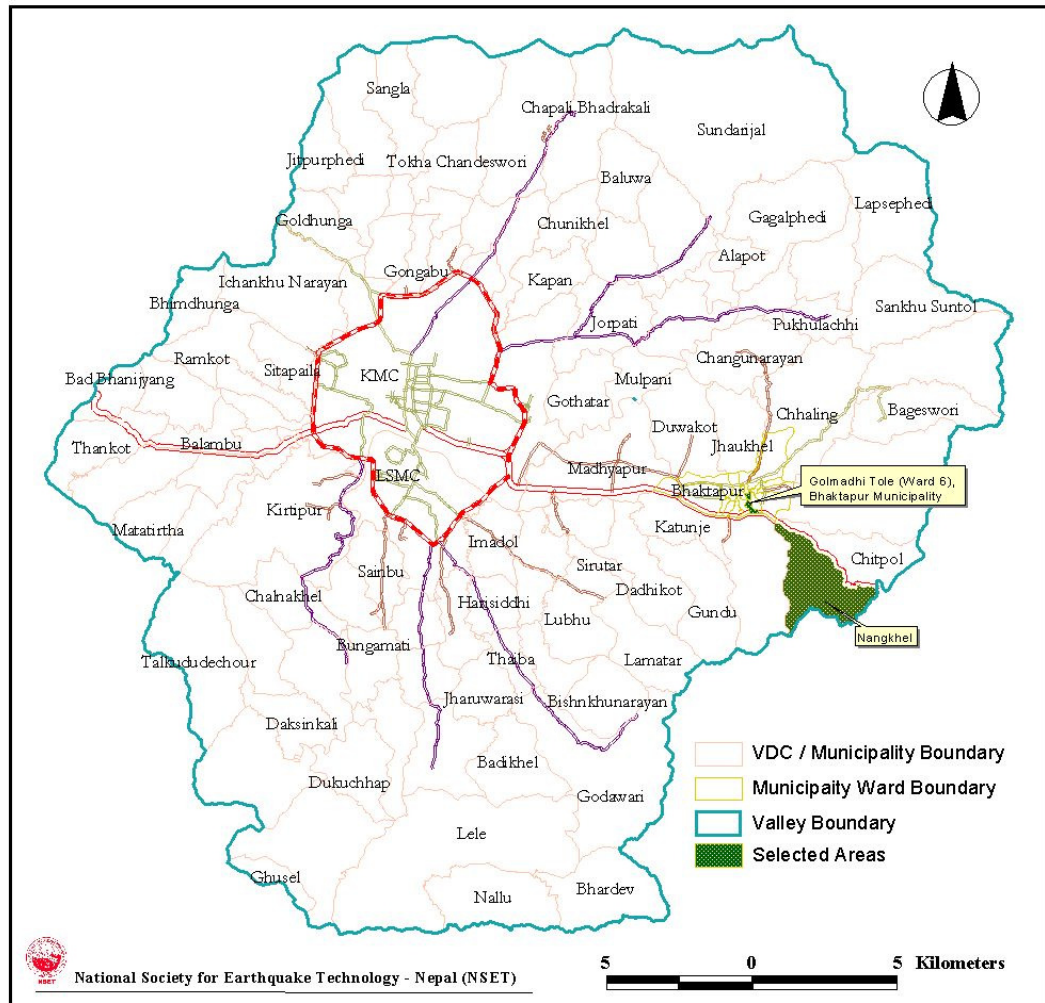 Sangla
Chapali Bhadrakali
Sundarijal
Jitpurphedi
Tokha Chandeswori
Baluwa
Lapsephedi
Goldhunga
Chunikhel
Gagalphedi
Alapot
Gongabu
Kapan
Ichankhu Narayan
Bhimdhunga
Sankhu Suntol
Jorpati
Pukhulachhi
Ramkot
Changunarayan
Sitapaila
KMC
Bad Bhanijyang
Mulpani
Gothatar
Chhaling
Bageswori
Duwakot
Jhaukhel
Thankot
Balambu
Madhyapur
LSMC
Bhaktapur
Golmadhi Tole (Ward 6),
Bhaktapur Municipality
Kirtipur
Matatirtha
Katunje
Imadol
Chitpol
Sainbu
Sirutar
Dadhikot
Chalnakhel
Harisiddhi
Lubhu
Gundu
Nangkhel
Bungamati
Talkududechour
Thaiba
Lamatar
Jharuwarasi
Bishnkhunarayan
Daksinkali
Badikhel
Dukuchhap
Godawari
Lele
Ghusel
Nallu
Bhardev
VDC / Municipality Boundary
Municipaity Ward Boundary
Valley Boundary
Selected Areas
NSET
National Society for Earthquake Technology - Nepal (NSET)
5 0 5 Kilometers